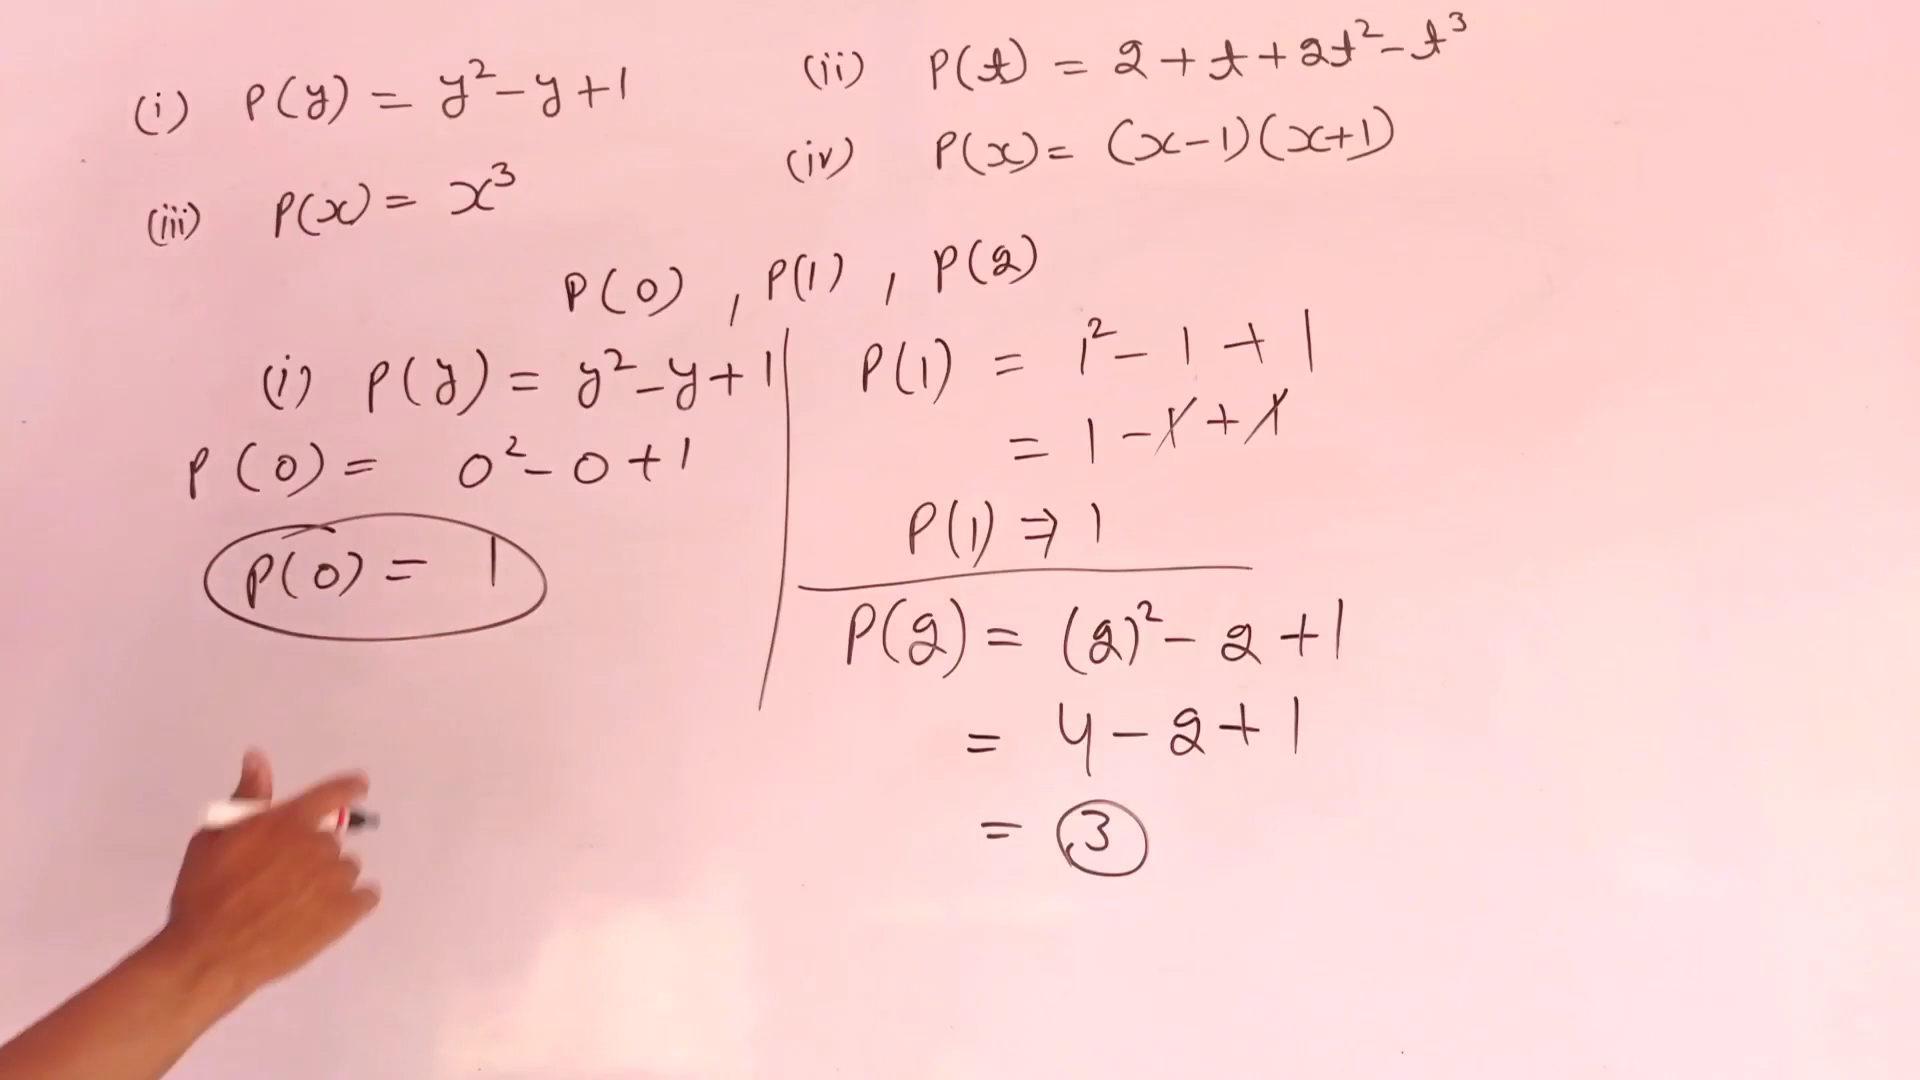 (i) P(y) = y²-y+1
(ii) P(t) = 2+t+2t²-t³
(iii) P(x) = x³
(iv) P(x) = (x-1)(x+1)
P(0) , P(1) , P(2)
(i) P(y) = y²-y+1
P(0) = 0²-0+1
P(0) = 1
P(1) = 1²-1+1
= 1-1+1
P(1) ⇒ 1
P(2) = (2)²-2+1
= 4-2+1
= 3